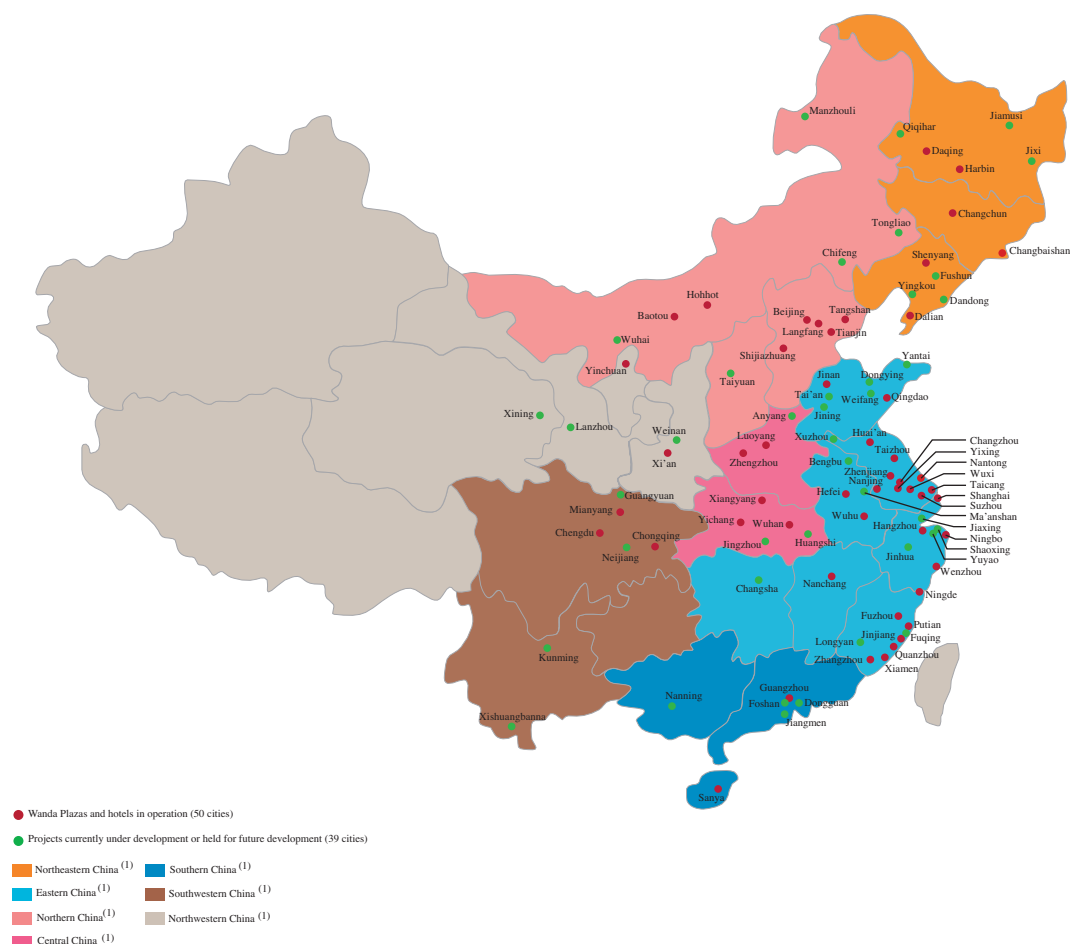 Manzhouli
Qiqihar
Jiamusi
Daqing
Jixi
Harbin
Changchun
Tongliao
Changbaishan
Shenyang
Chifeng
Fushun
Yingkou
Hohhot
Dandong
Beijing
Tangshan
Baotou
Dalian
Langfang
Tianjin
Wuhai
Shijiazhuang
Yantai
Yinchuan
Taiyuan
Jinan
Dongying
Tai'an
Weifang
Qingdao
Xining
Anyang
Jining
Lanzhou
Weinan
Luoyang
Xuzhou
Huai'an
Changzhou
Taizhou
Yixing
Xi'an
Zhengzhou
Bengbu
Nantong
Zhenjiang
Wuxi
Nanjing
Taicang
Guangyuan
Xiangyang
Hefei
Shanghai
Suzhou
Mianyang
Ma'anshan
Yichang
Wuhan
Wuhu
Hangzhou
Jiaxing
Chengdu
Chongqing
Ningbo
Jingzhou
Huangshi
Shaoxing
Neijiang
Jinhua
Yuyao
Wenzhou
Changsha
Nanchang
Ningde
Fuzhou
Putian
Longyan
Jinjiang
Fuqing
Kunming
Zhangzhou
Quanzhou
Xiamen
Guangzhou
Nanning
Foshan
Dongguan
Xishuangbanna
Jiangmen
Sanya
Wanda Plazas and hotels in operation (50 cities)
Projects currently under development or held for future development (39 cities)
Northeastern China (1)
Southern China (1)
Eastern China (1)
Southwestern China (1)
Northern China (1)
Northwestern China (1)
Central China (1)